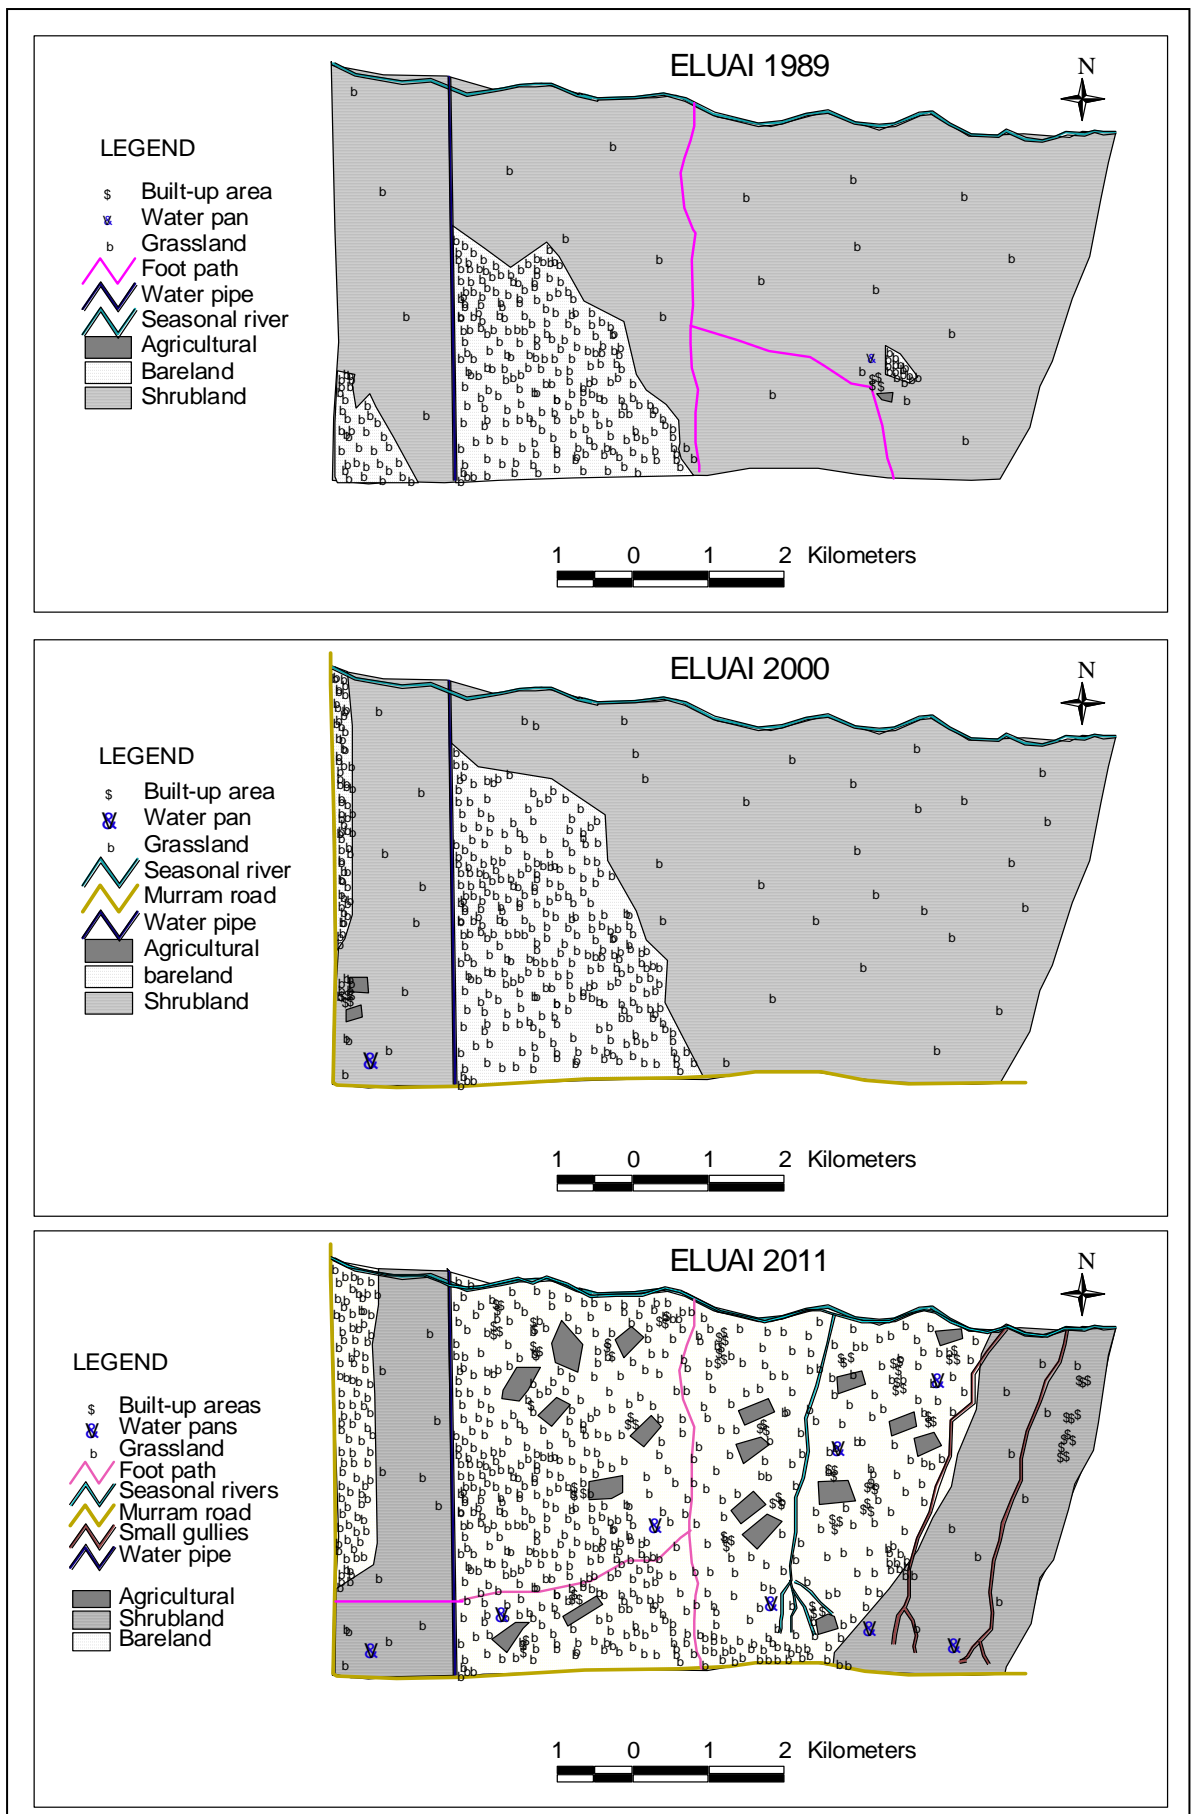 ELUAI 1989
N
LEGEND
$ Built-up area
Water pan
b Grassland
Foot path
Water pipe
Seasonal river
Agricultural
Bareland
Shrubland
1 0 1 2 Kilometers
ELUAI 2000
N
LEGEND
$ Built-up area
Water pan
b Grassland
Seasonal river
Murram road
Water pipe
Agricultural
bareland
Shrubland
1 0 1 2 Kilometers
ELUAI 2011
N
LEGEND
$ Built-up areas
Water pans
b Grassland
Foot path
Seasonal rivers
Murram road
Small gullies
Water pipe
Agricultural
Shrubland
Bareland
1 0 1 2 Kilometers